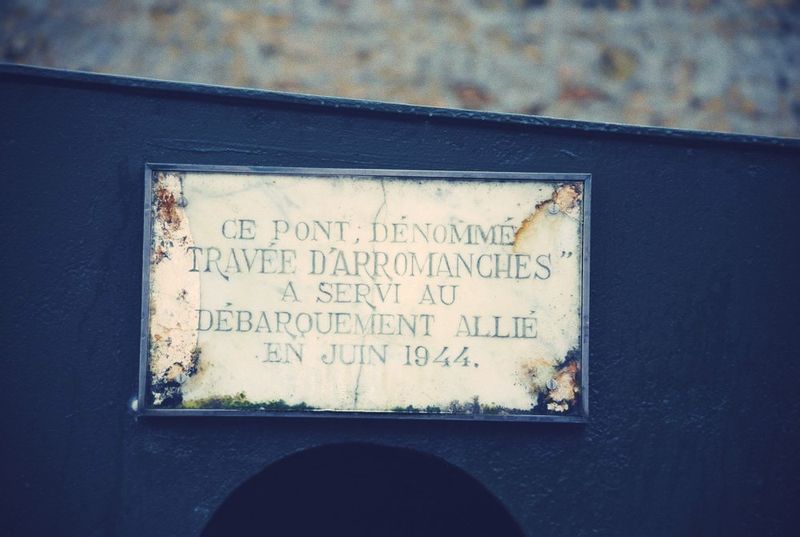 CE PONT, DÉNOMMÉ
TRAVÉE D'ARROMANCHES"
A SERVI AU
DÉBARQUEMENT ALLIÉ
EN JUIN 1944.